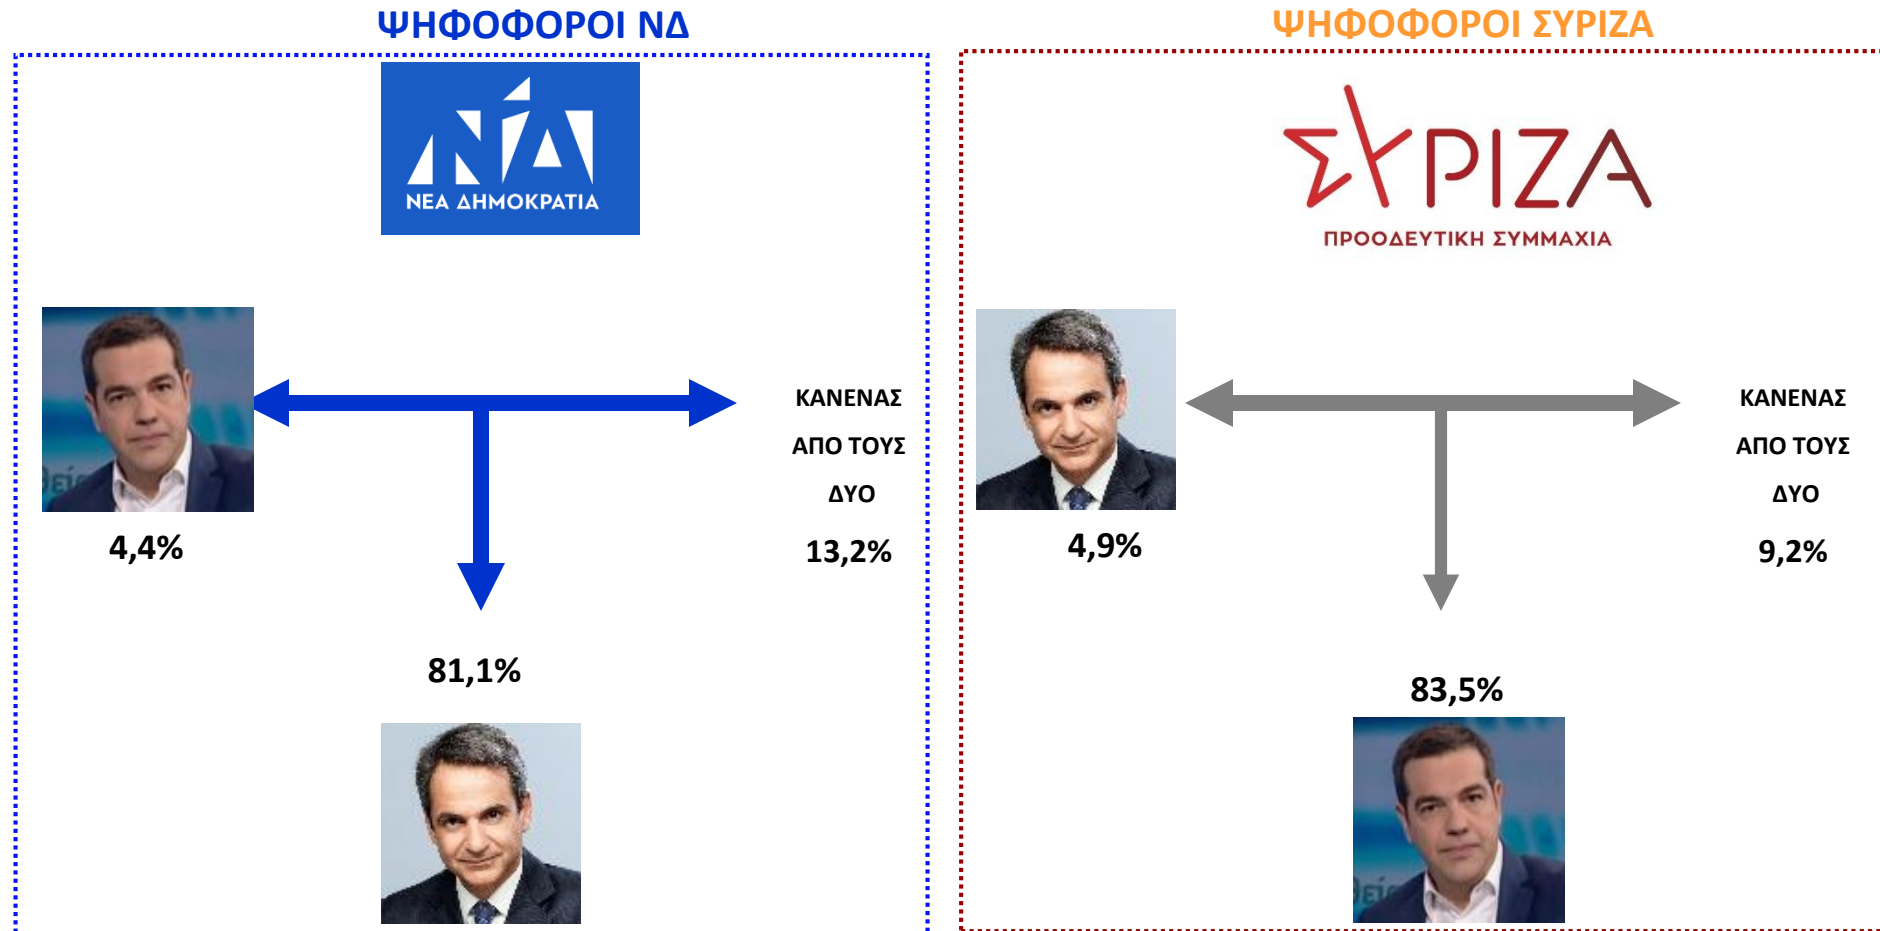 ΨΗΦΟΦΟΡΟΙ ΝΔ
ΝΔ
ΝΕΑ ΔΗΜΟΚΡΑΤΙΑ
4,4%
ΚΑΝΕΝΑΣ
ΑΠΟ ΤΟΥΣ
ΔΥΟ
13,2%
81,1%
ΨΗΦΟΦΟΡΟΙ ΣΥΡΙΖΑ
ΣΥΡΙΖΑ
ΠΡΟΟΔΕΥΤΙΚΗ ΣΥΜΜΑΧΙΑ
4,9%
ΚΑΝΕΝΑΣ
ΑΠΟ ΤΟΥΣ
ΔΥΟ
9,2%
83,5%